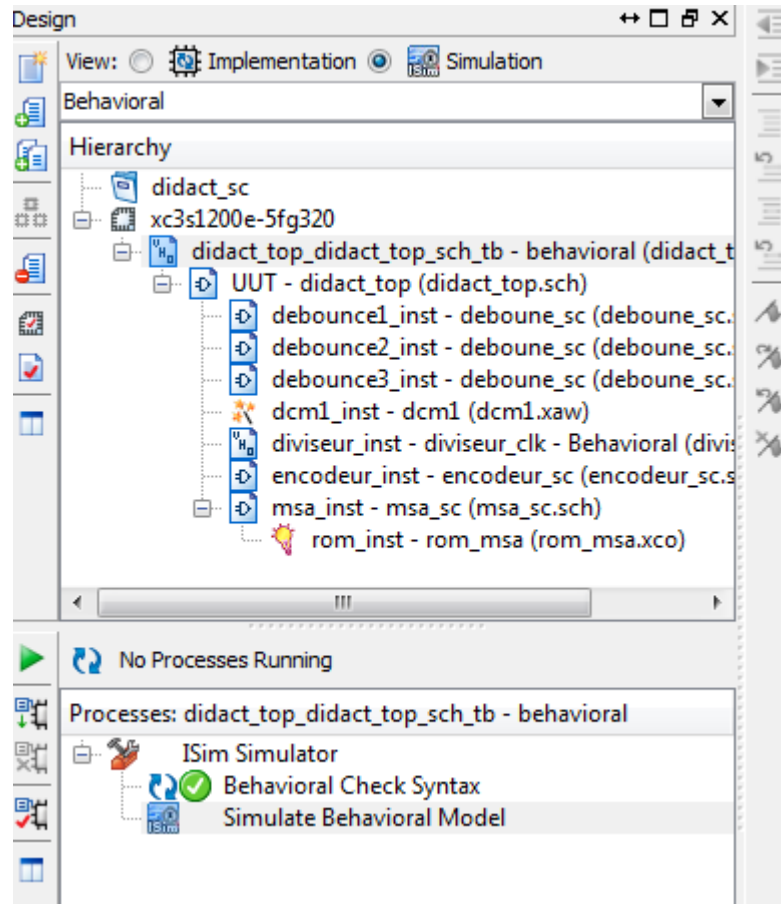 Design
View: Implementation Simulation
Behavioral
Hierarchy
didact_sc
xc3s1200e-5fg320
didact_top_didact_top_sch_tb - behavioral (didact_t
UUT - didact_top (didact_top.sch)
debounce1_inst - deboune_sc (deboune_sc.
debounce2_inst - deboune_sc (deboune_sc.
debounce3_inst - deboune_sc (deboune_sc.
dcm1_inst - dcm1 (dcm1.xaw)
diviseur_inst - diviseur_clk - Behavioral (divis
encodeur_inst - encodeur_sc (encodeur_sc.s
msa_inst - msa_sc (msa_sc.sch)
rom_inst - rom_msa (rom_msa.xco)
No Processes Running
Processes: didact_top_didact_top_sch_tb - behavioral
ISim Simulator
Behavioral Check Syntax
Simulate Behavioral Model